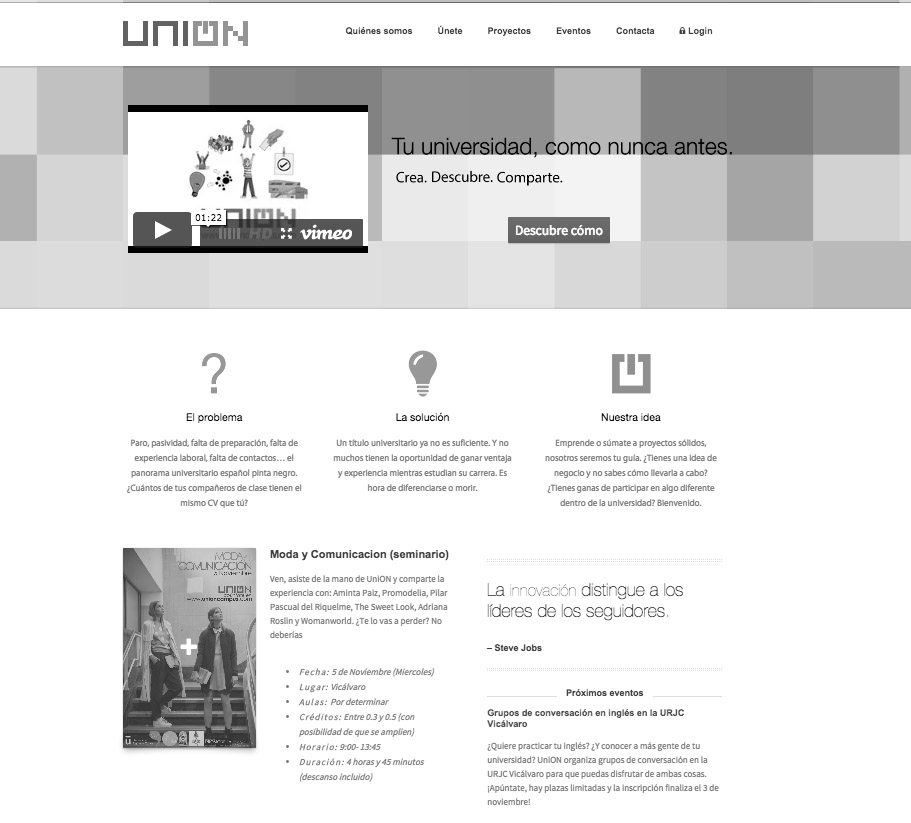 UNION
Quiénes somos
Únete
Proyectos
Eventos
Contacta
Login
Tu universidad, como nunca antes.
Crea. Descubre. Comparte.
01:22
UNION
HD
vimeo
Descubre cómo
El problema
Paro, pasividad, falta de preparación, falta de
experiencia laboral, falta de contactos… el
panorama universitario español pinta negro.
¿Cuántos de tus compañeros de clase tienen el
mismo CV que tú?
La solución
Un título universitario ya no es suficiente. Y no
muchos tienen la oportunidad de ganar ventaja
y experiencia mientras estudian su carrera. Es
hora de diferenciarse o morir.
Nuestra idea
Emprende o súmate a proyectos sólidos,
nosotros seremos tu guía. ¿Tienes una idea de
negocio y no sabes cómo llevarla a cabo?
¿Tienes ganas de participar en algo diferente
dentro de la universidad? Bienvenido.
MODA Y
COMUNICACIÓN
5 Noviembre
UNION
www.unioncampus.com
Moda y Comunicacion (seminario)
Ven, asiste de la mano de UniON y comparte la
experiencia con: Aminta Paiz, Promodelia, Pilar
Pascual del Riquelme, The Sweet Look, Adriana
Roslin y Womanworld. ¿Te lo vas a perder? No
deberías
Fecha: 5 de Noviembre (Miercoles)
Lugar: Vicálvaro
Aulas: Por determinar
Créditos: Entre 0.3 y 0.5 (con
posibilidad de que se amplien)
Horario: 9:00- 13:45
Duración: 4 horas y 45 minutos
(descanso incluido)
La innovación distingue a los
líderes de los seguidores.
– Steve Jobs
Próximos eventos
Grupos de conversación en inglés en la URJC
Vicálvaro
¿Quiere practicar tu inglés? ¿Y conocer a más gente de tu
universidad? UniON organiza grupos de conversación en la
URJC Vicálvaro para que puedas disfrutar de ambas cosas.
¡Apúntate, hay plazas limitadas y la inscripción finaliza el 3 de
noviembre!